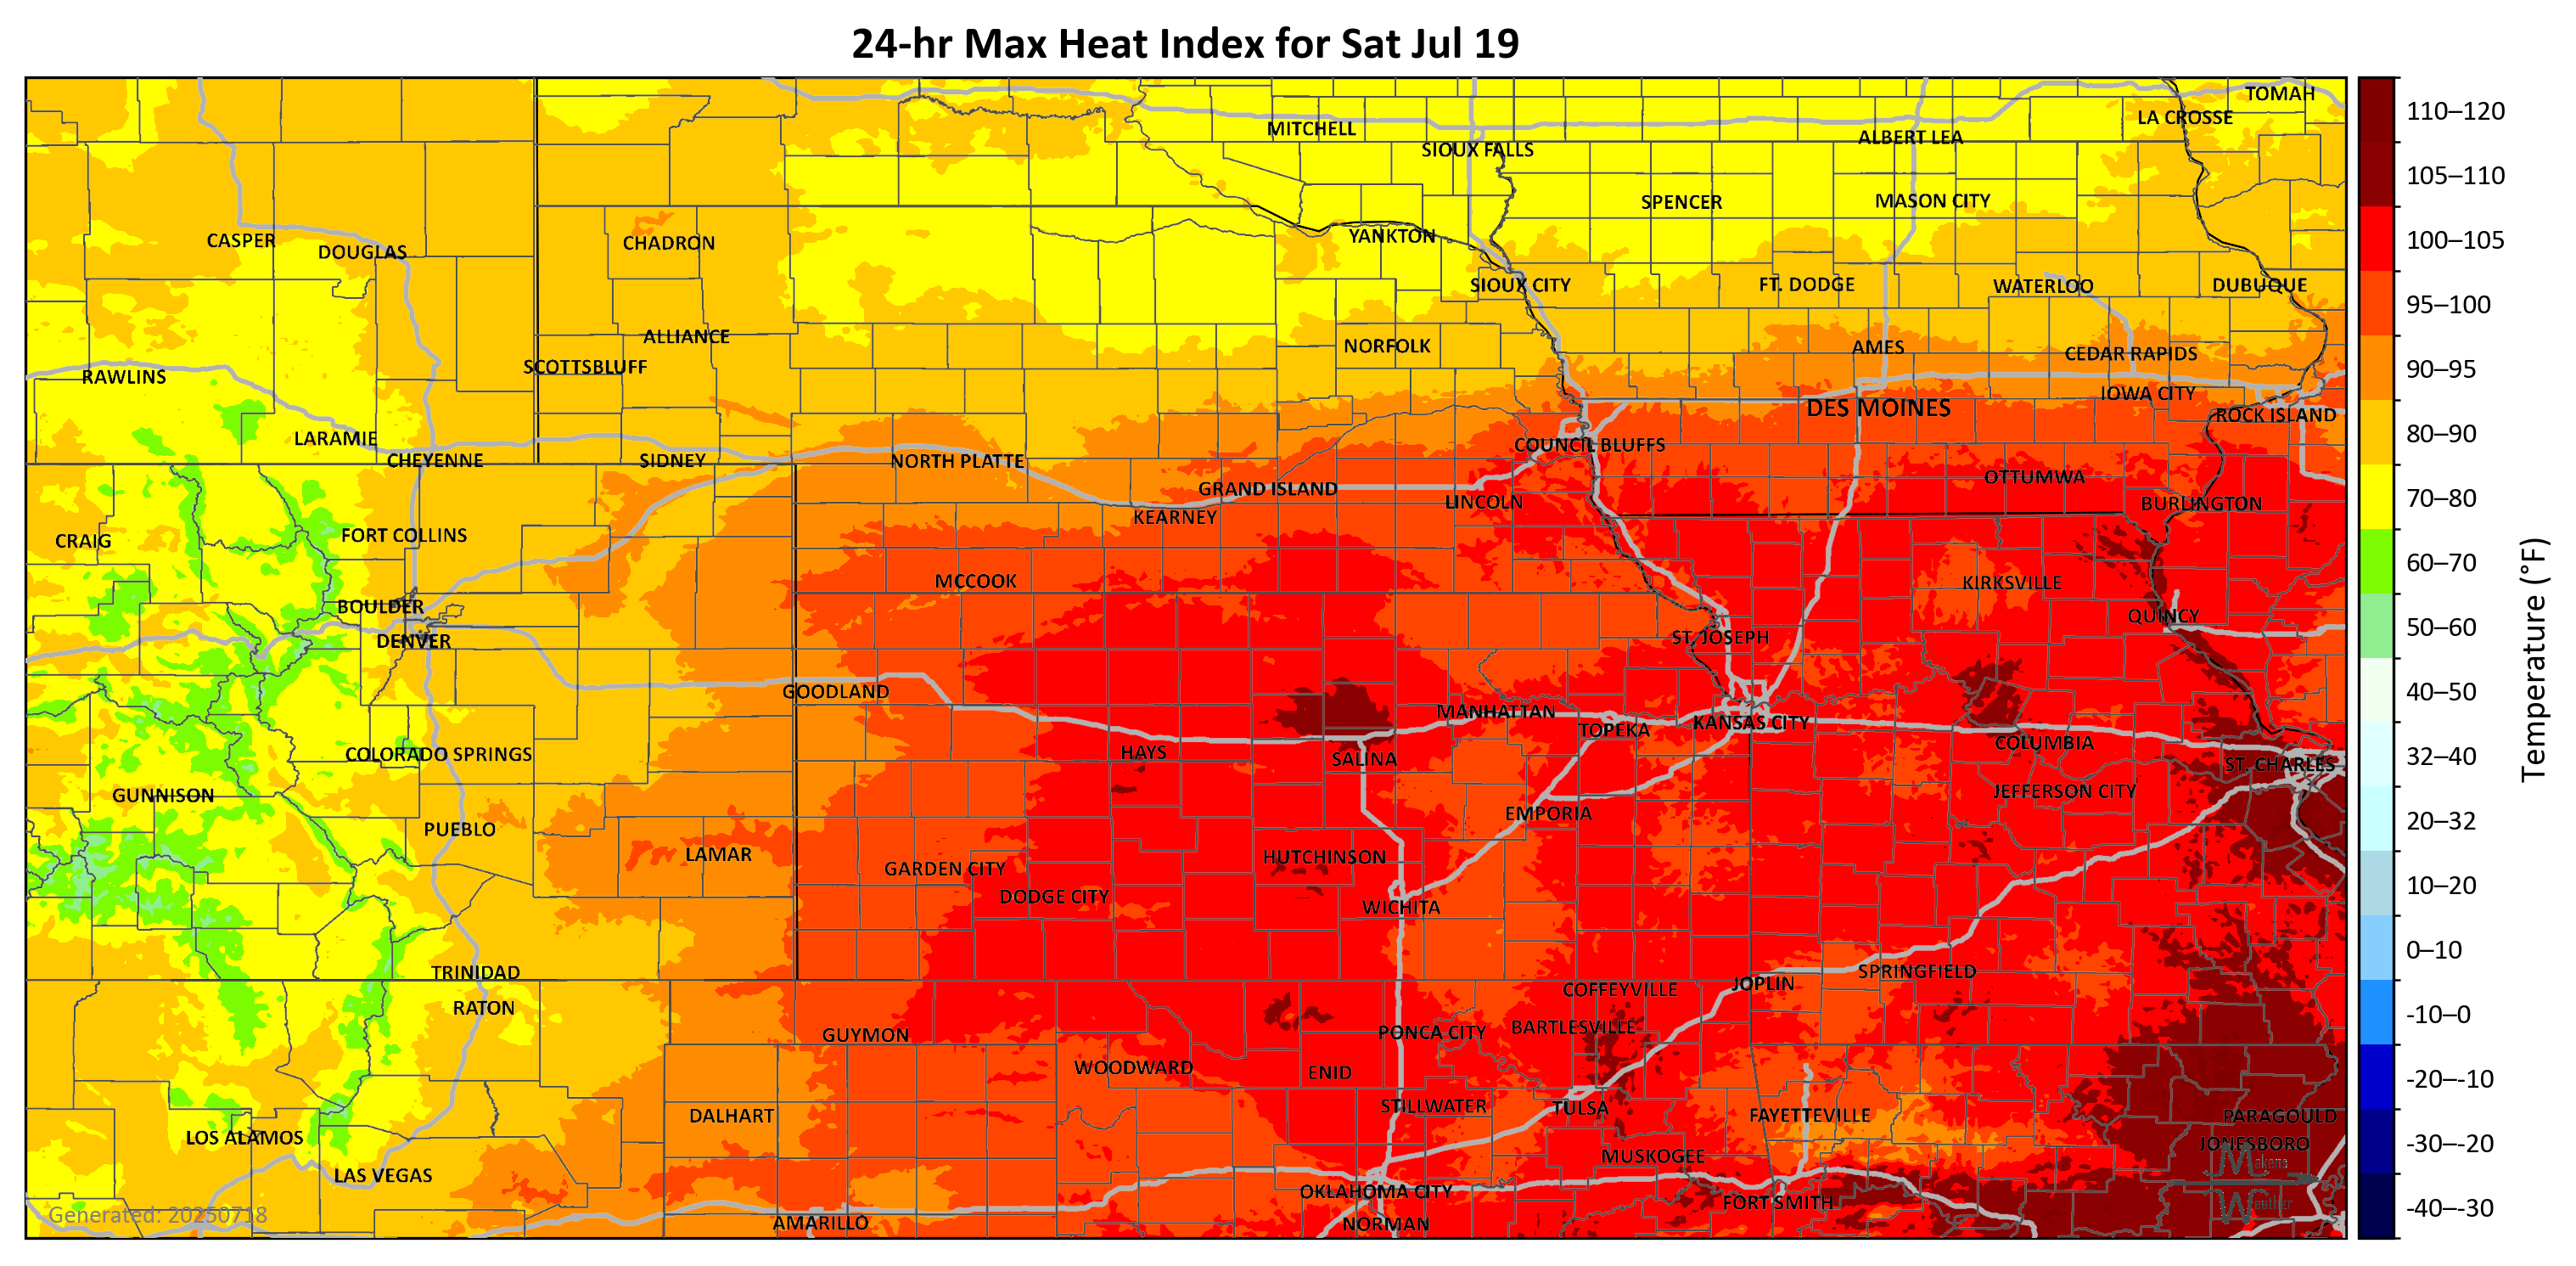 24-hr Max Heat Index for Sat Jul 19
TOMAH
LA CROSSE
MITCHELL
ALBERT LEA
SIOUX FALLS
SPENCER
MASON CITY
YANKTON
CASPER
CHADRON
DOUGLAS
SIOUX CITY
FT. DODGE
WATERLOO
DUBUQUE
ALLIANCE
NORFOLK
AMES
CEDAR RAPIDS
SCOTTSBLUFF
RAWLINS
IOWA CITY
DES MOINES
ROCK ISLAND
LARAMIE
COUNCIL BLUFFS
CHEYENNE
SIDNEY
NORTH PLATTE
OTTUMWA
GRAND ISLAND
LINCOLN
BURLINGTON
KEARNEY
FORT COLLINS
CRAIG
MCCOOK
KIRKSVILLE
BOULDER
QUINCY
DENVER
ST. JOSEPH
GOODLAND
MANHATTAN
KANSAS CITY
TOPEKA
COLUMBIA
HAYS
COLORADO SPRINGS
SALINA
ST. CHARLES
JEFFERSON CITY
GUNNISON
EMPORIA
PUEBLO
LAMAR
HUTCHINSON
GARDEN CITY
DODGE CITY
WICHITA
TRINIDAD
SPRINGFIELD
JOPLIN
COFFEYVILLE
RATON
BARTLESVILLE
PONCA CITY
GUYMON
WOODWARD
ENID
STILLWATER
TULSA
DALHART
FAYETTEVILLE
PARAGOULD
LOS ALAMOS
JONESBORO
MUSKOGEE
Makens
LAS VEGAS
OKLAHOMA CITY
FORT SMITH
Weather
Generated: 20250718
AMARILLO
NORMAN
110–120
105–110
100–105
95–100
90–95
80–90
70–80
60–70
50–60
40–50
32–40
20–32
10–20
0–10
-10–0
-20–-10
-30–-20
-40–-30
Temperature (°F)